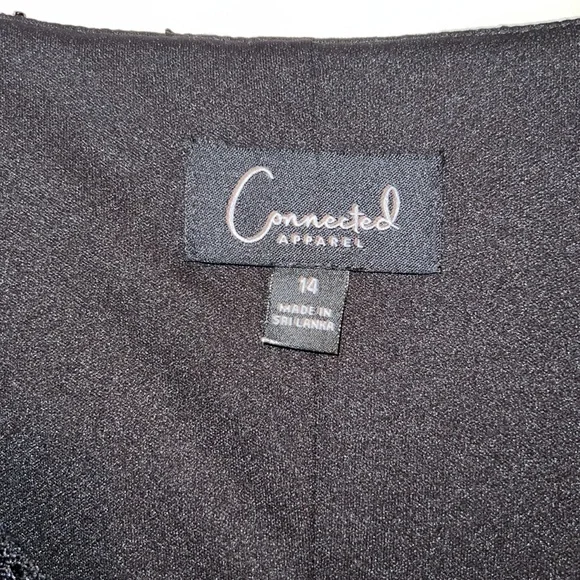 Connected
APPAREL
14
MADE IN
SRI LANKA